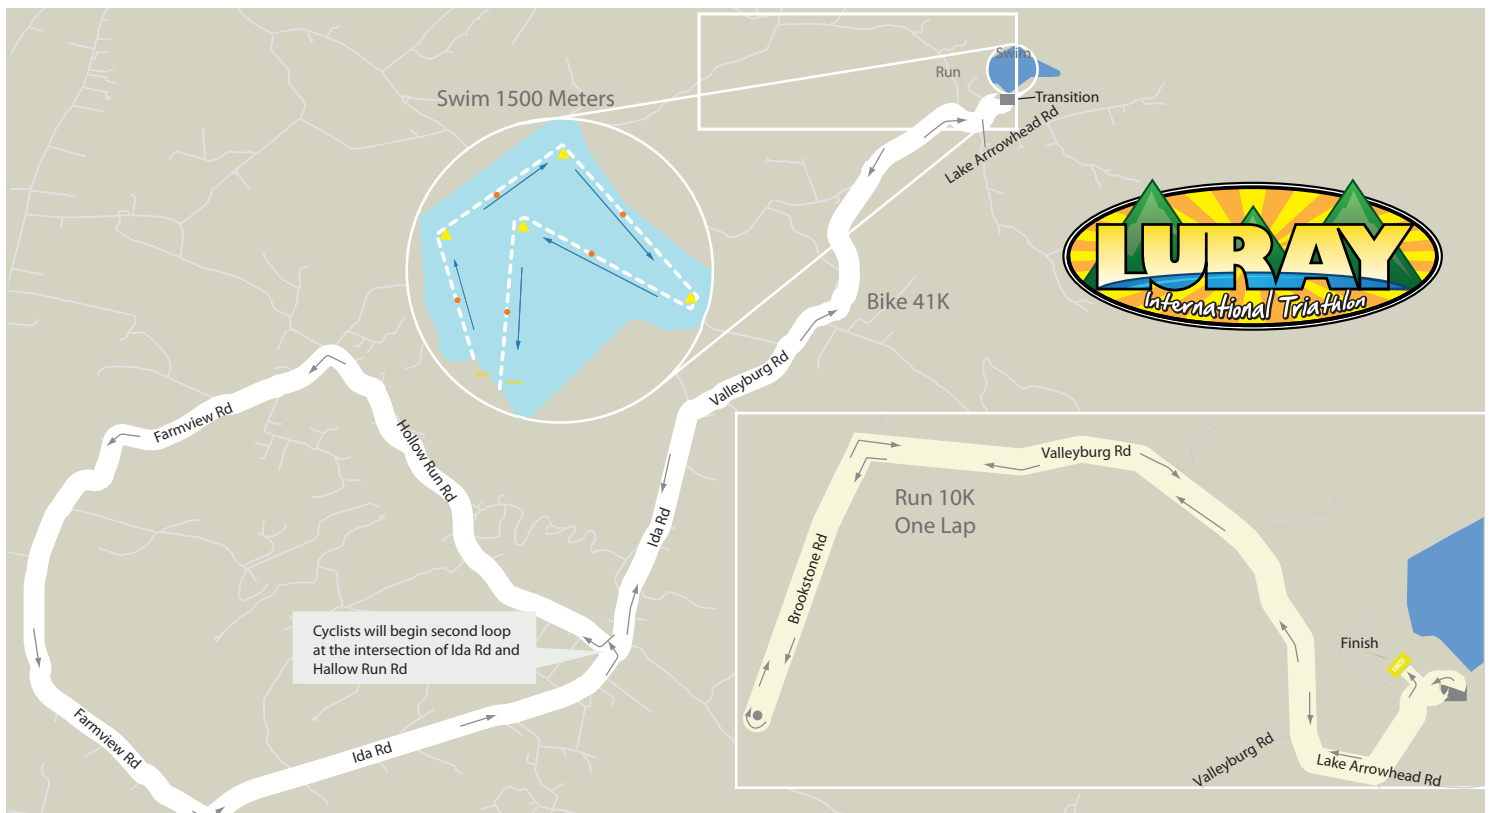 Swim
Run
Transition
Swim 1500 Meters
Lake Arrrowhead Rd
LURAY
International Triathlon
Bike 41K
Valleyburg Rd
Farmview Rd
Hollow Run Rd
Valleyburg Rd
Run 10K
One Lap
Ida Rd
Brookstone Rd
Cyclists will begin second loop
at the intersection of Ida Rd and
Hallow Run Rd
Finish
FINISH
Farmview Rd
Ida Rd
Valleyburg Rd
Lake Arrowhead Rd